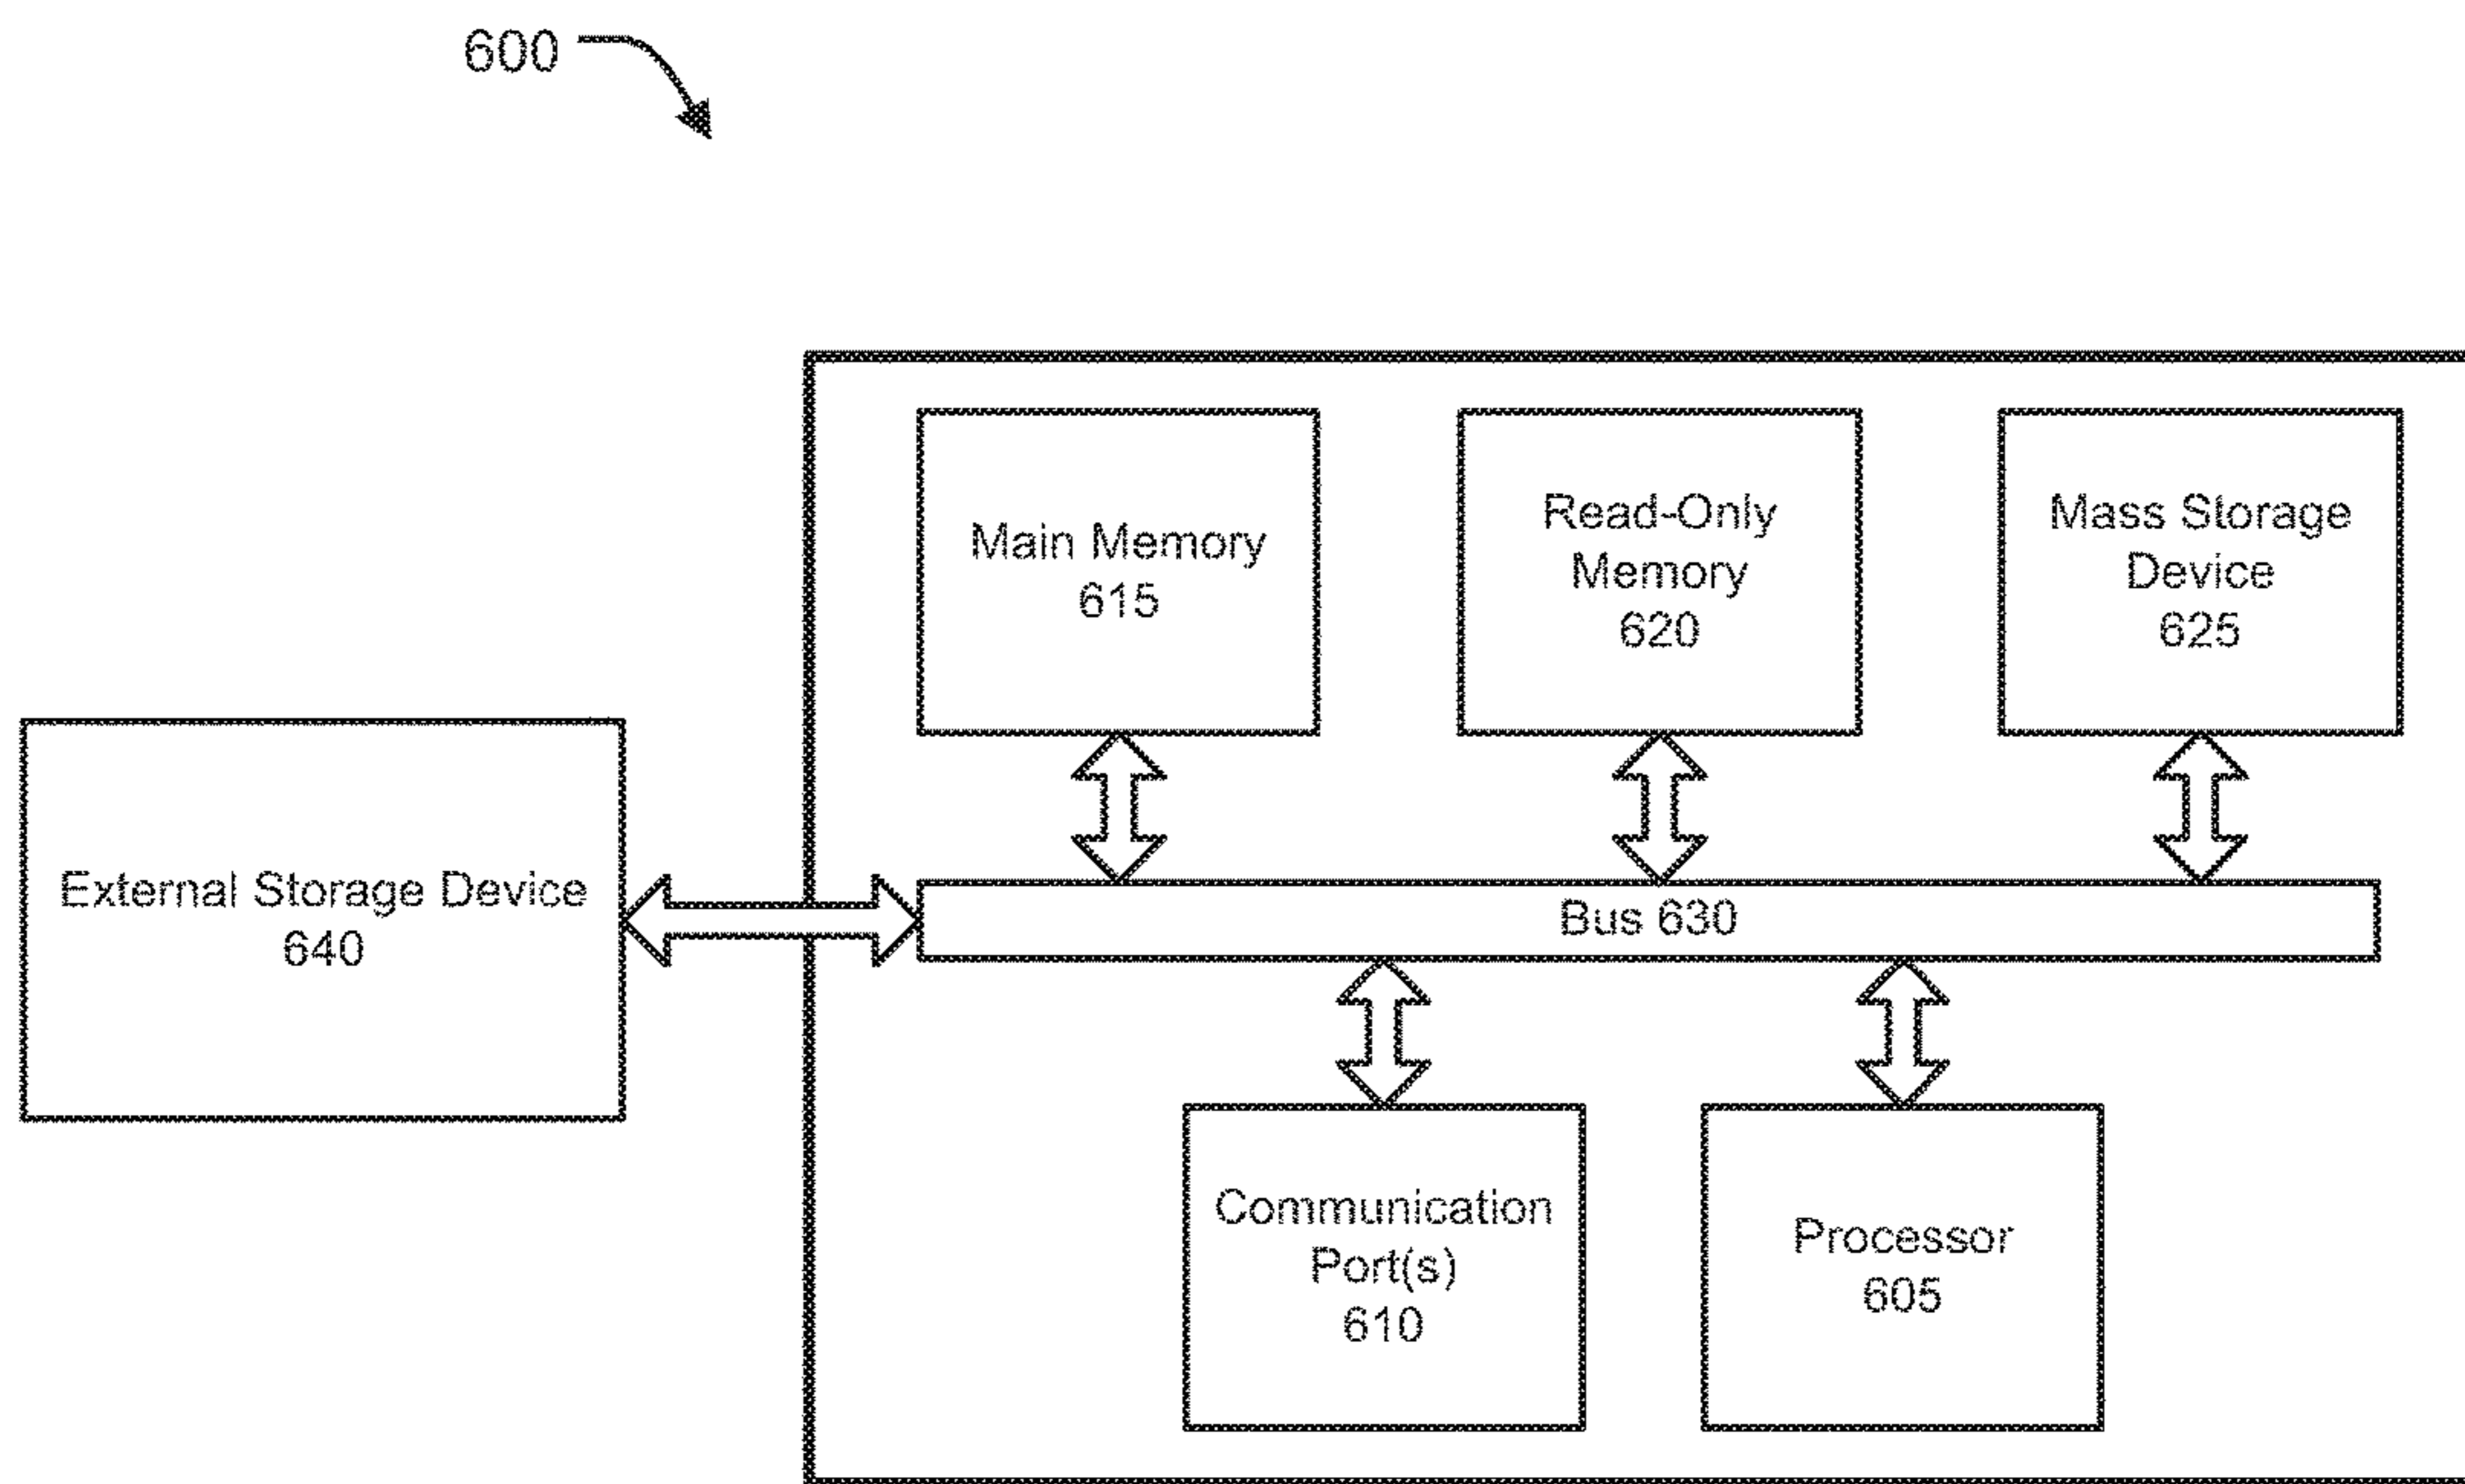 600
Main Memory
615
Read-Only
Memory
620
Mass Storage
Device
625
External Storage Device
640
Bus 630
Communication
Port(s)
610
Processor
605